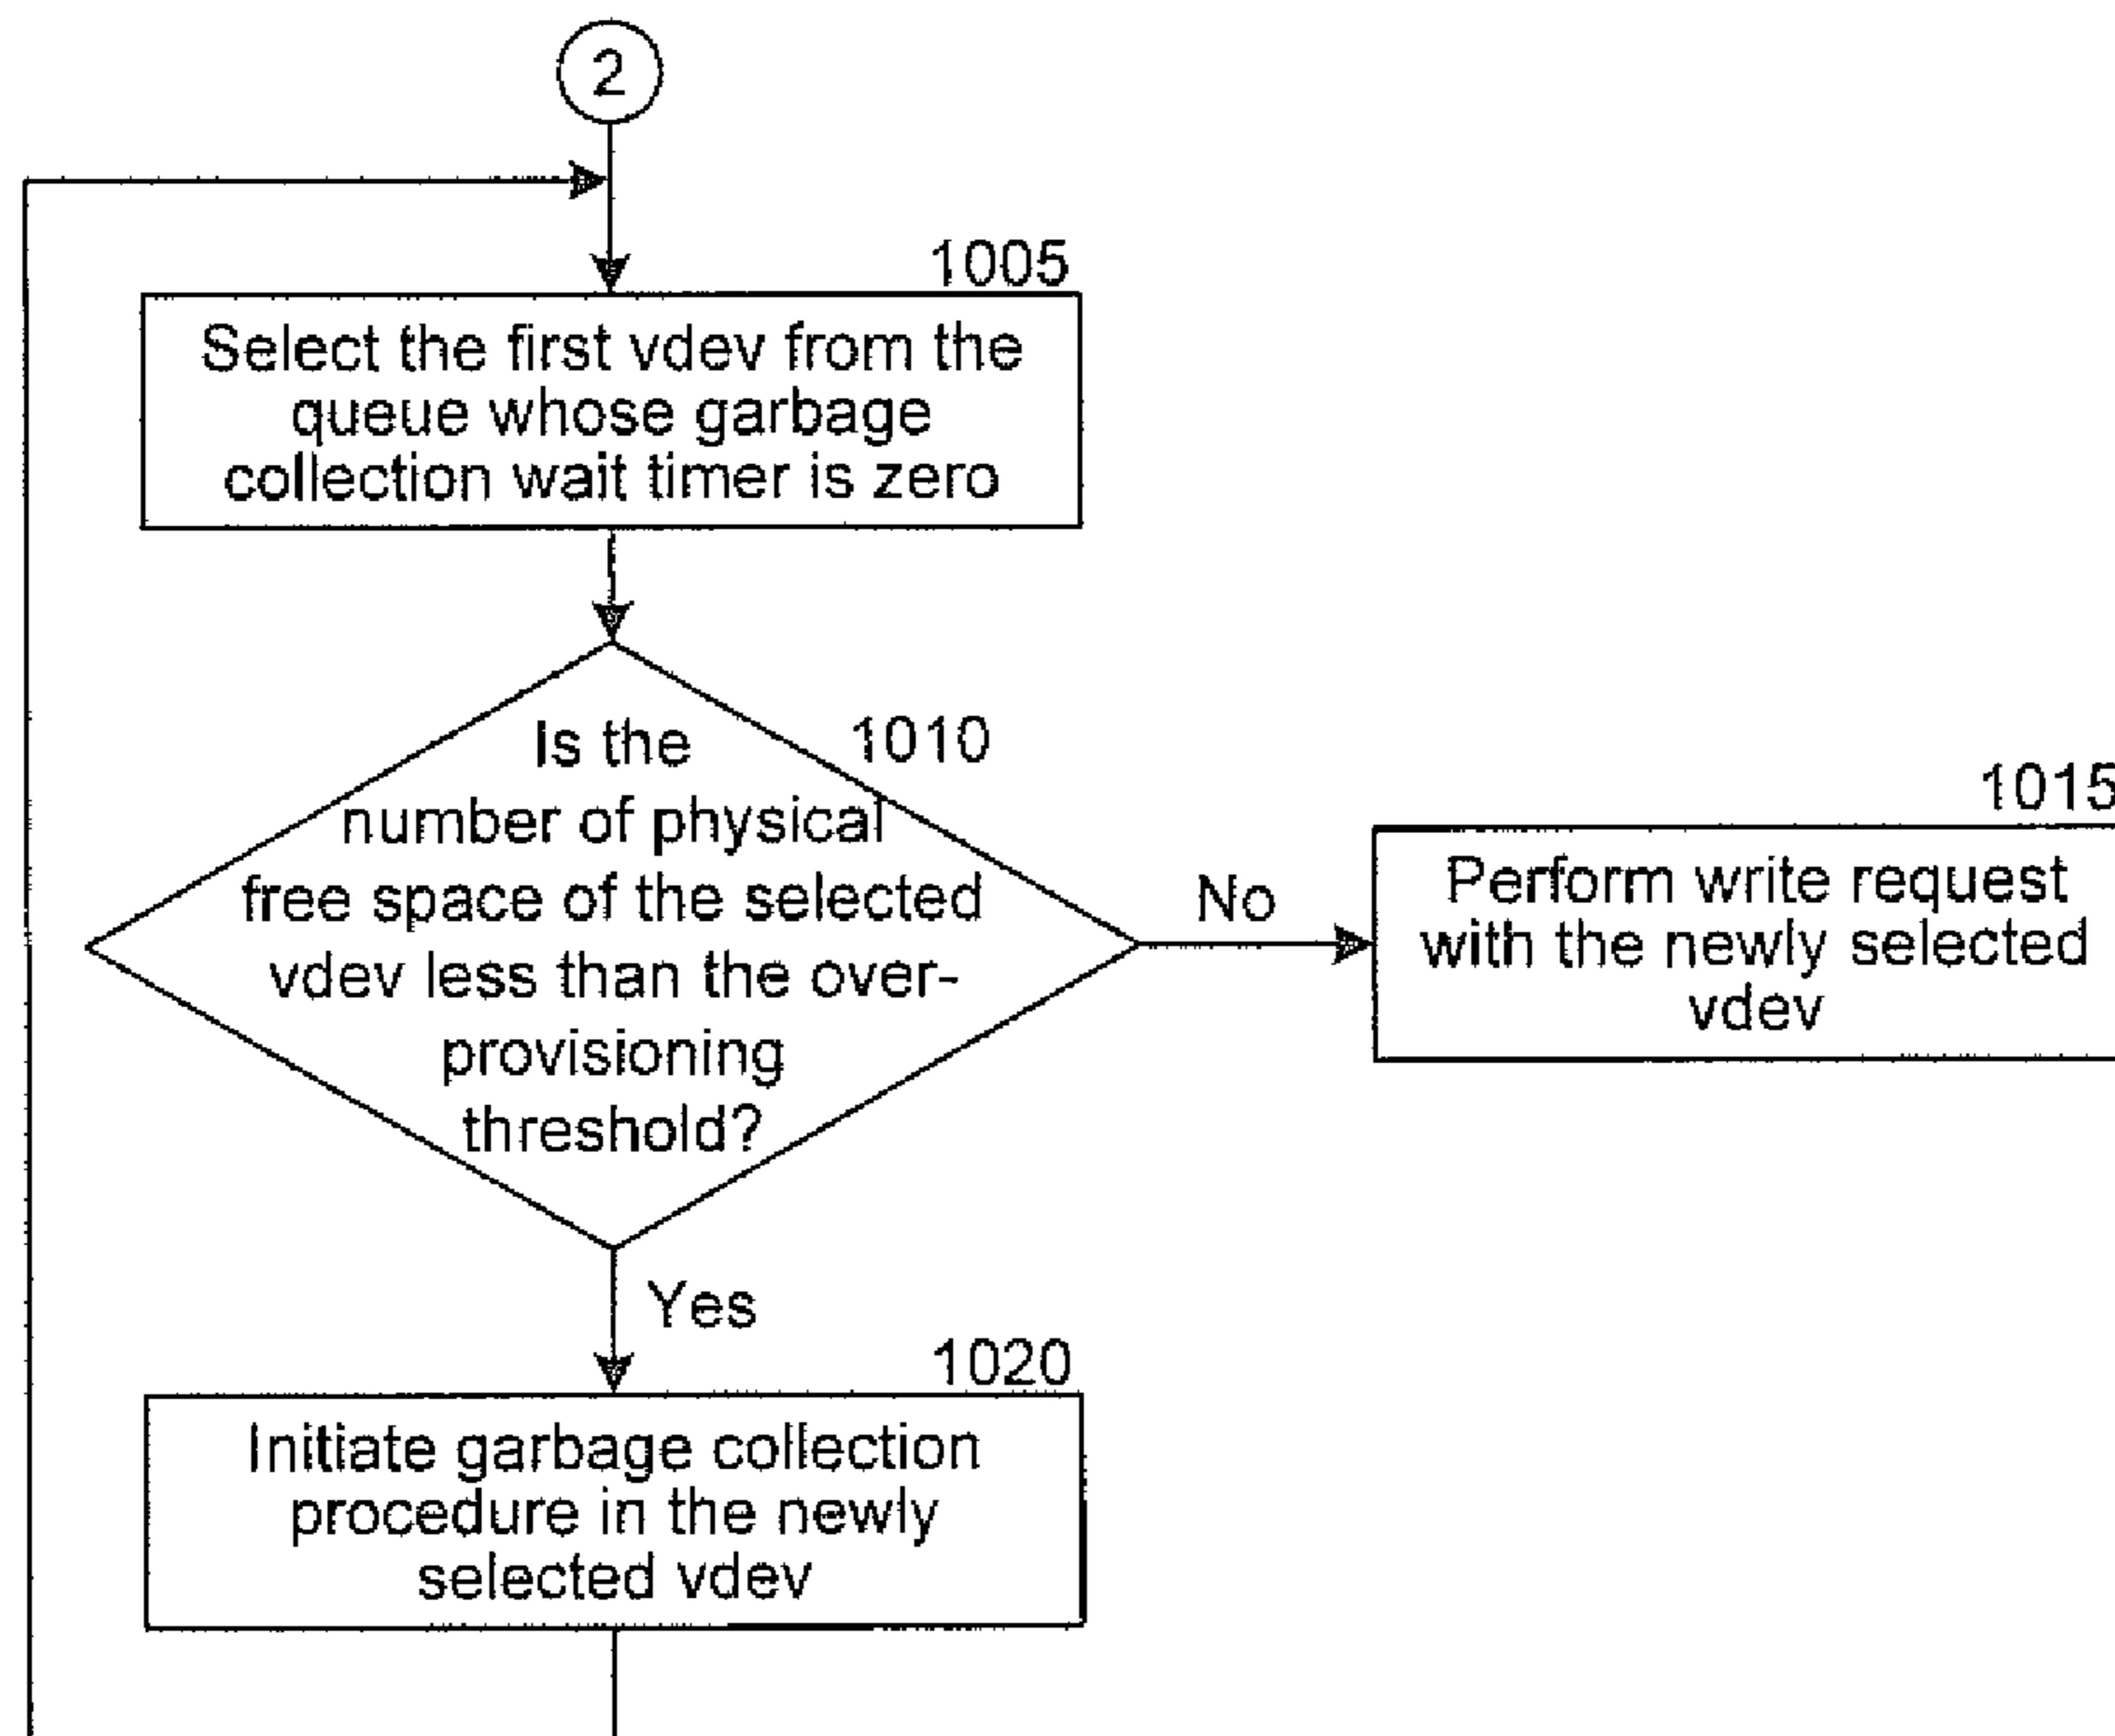 2
1005
Select the first vdev from the
queue whose garbage
collection wait timer is zero
Is the
1010
number of physical
free space of the selected
vdev less than the over-
provisioning
threshold?
No
1015
Perform write request
with the newly selected
vdev
Yes
1020
Initiate garbage collection
procedure in the newly
selected vdev